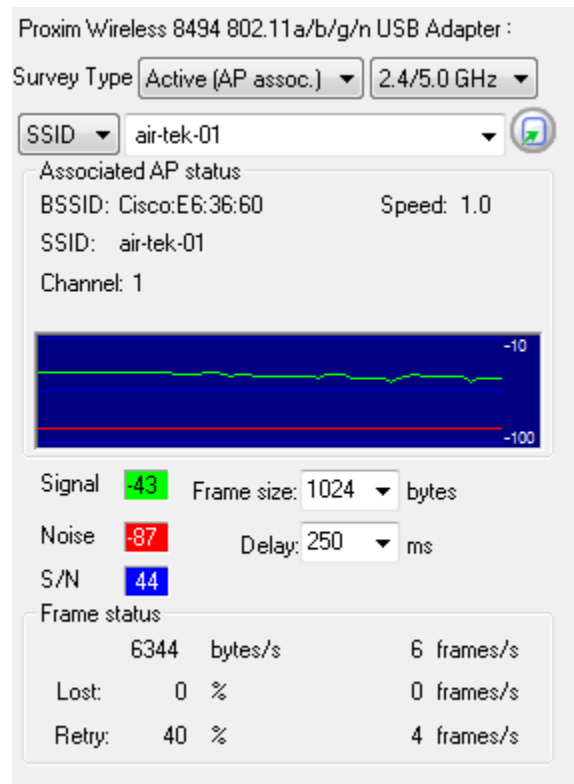 Proxim Wireless 8494 802.11a/b/g/n USB Adapter :
Survey Type Active (AP assoc.) 2.4/5.0 GHz
SSID air-tek-01
Associated AP status
BSSID: Cisco:E6:36:60 Speed: 1.0
SSID: air-tek-01
Channel: 1
-10
-100
Signal -43 Frame size: 1024 bytes
Noise -87 Delay: 250 ms
S/N 44
Frame status
6344 bytes/s 6 frames/s
Lost: 0 % 0 frames/s
Retry: 40 % 4 frames/s